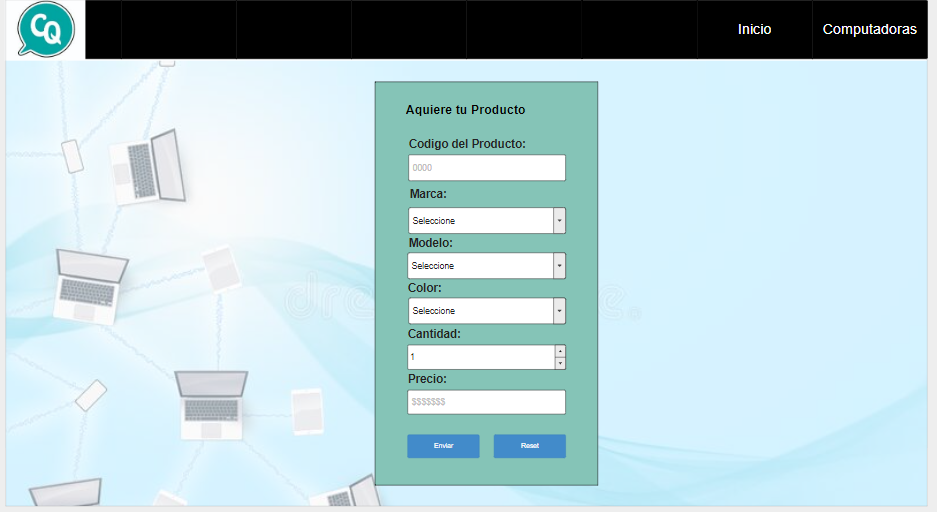 CQ
Inicio
Computadoras
Aquiere tu Producto
Codigo del Producto:
0000
Marca:
Seleccione
Modelo:
Seleccione
Color:
Seleccione
Cantidad:
1
Precio:
$$$$$$$
Enviar
Reset